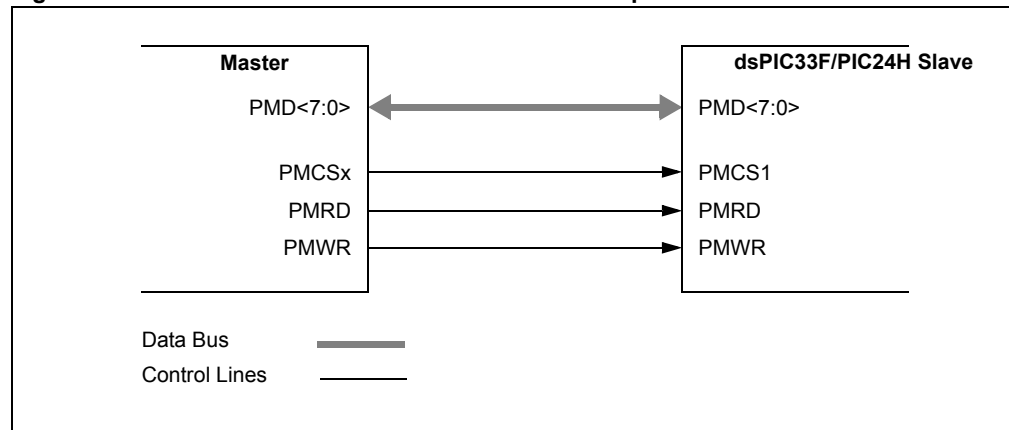 Master
dsPIC33F/PIC24H Slave
PMD<7:0>
PMD<7:0>
PMCSx
PMCS1
PMRD
PMRD
PMWR
PMWR
Data Bus
Control Lines